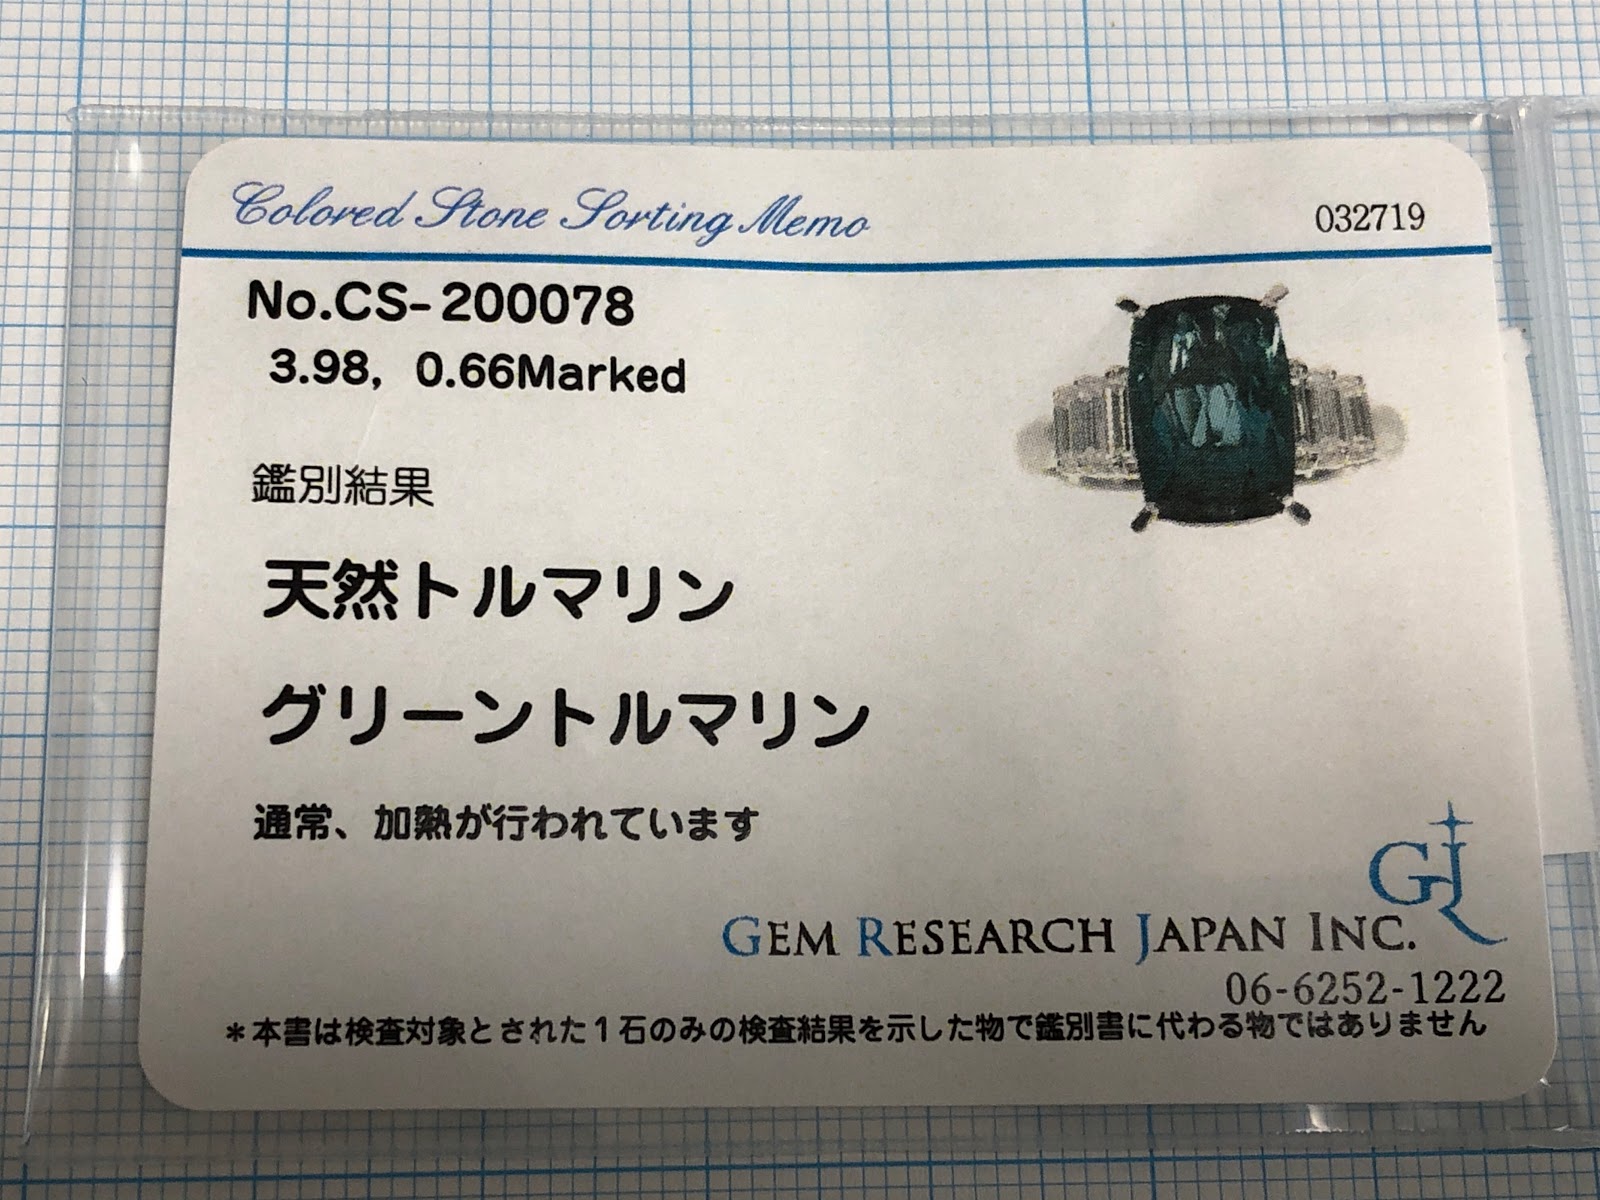 Colored Stone Sorting Memo
032719
No.CS-200078
3.98, 0.66Marked
鑑別結果
天然トルマリン
グリーントルマリン
通常、加熱が行われています
GJR
GEM RESEARCH JAPAN INC.
06-6252-1222
＊本書は検査対象とされた１石のみの検査結果を示した物で鑑別書に代わる物ではありません